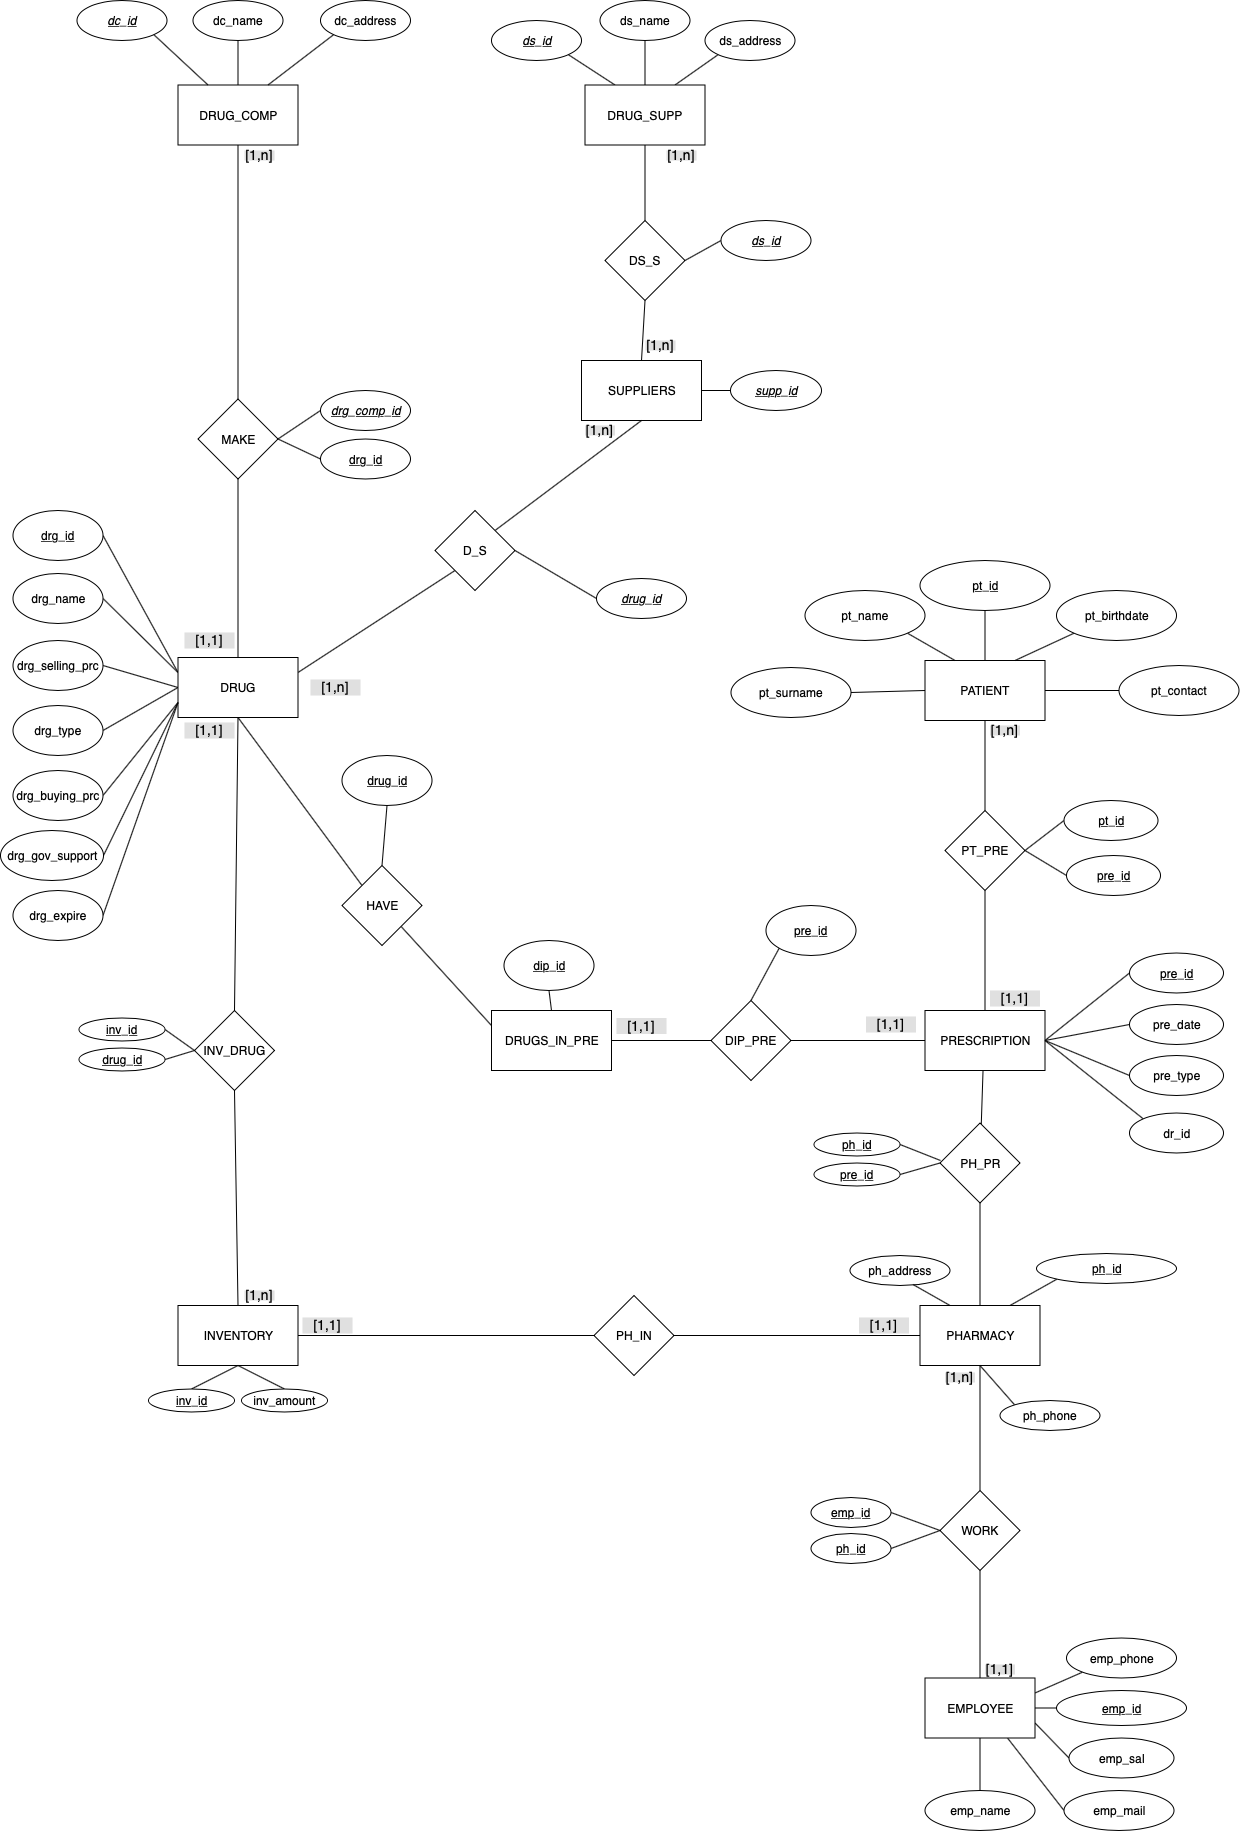 dc_id
dc_name
dc_address
ds_id
ds_name
ds_address
DRUG_COMP
DRUG_SUPP
[1,n]
[1,n]
DS_S
ds_id
[1,n]
SUPPLIERS
supp_id
[1,n]
MAKE
drg_comp_id
drg_id
D_S
drug_id
drg_id
drg_name
drg_selling_prc
drg_type
drg_buying_prc
drg_gov_support
drg_expire
[1,1]
DRUG
[1,n]
[1,1]
pt_id
pt_name
pt_birthdate
pt_surname
PATIENT
pt_contact
[1,n]
drug_id
HAVE
PT_PRE
pt_id
pre_id
pre_id
dip_id
DRUGS_IN_PRE
[1,1]
DIP_PRE
[1,1]
[1,1]
PRESCRIPTION
pre_id
pre_date
pre_type
dr_id
inv_id
drug_id
INV_DRUG
ph_id
pre_id
PH_PR
ph_address
ph_id
[1,n]
INVENTORY
[1,1]
PH_IN
[1,1]
PHARMACY
[1,n]
inv_id
inv_amount
ph_phone
emp_id
ph_id
WORK
[1,1]
EMPLOYEE
emp_phone
emp_id
emp_sal
emp_name
emp_mail